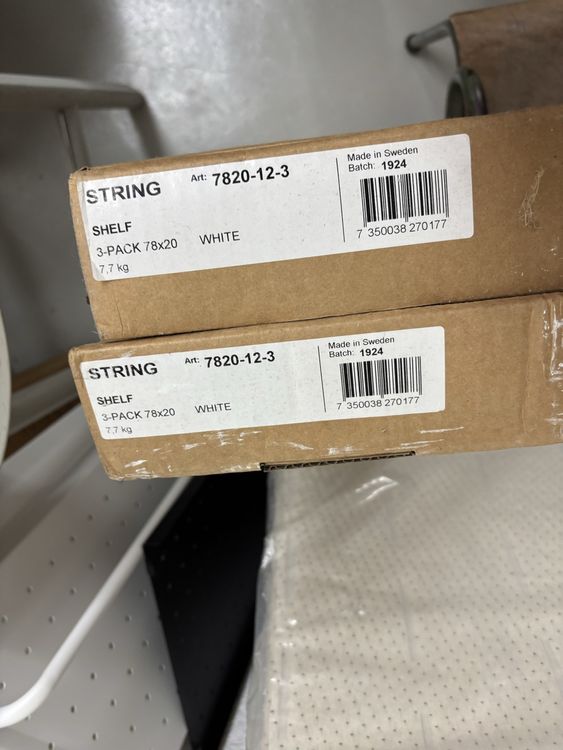 STRING
Art: 7820-12-3
SHELF
3-PACK 78x20 WHITE
7,7 kg
Made in Sweden
Batch: 1924
7 350038 270177
STRING
Art: 7820-12-3
SHELF
3-PACK 78x20 WHITE
7,7 kg
Made in Sweden
Batch: 1924
7 350038 270177